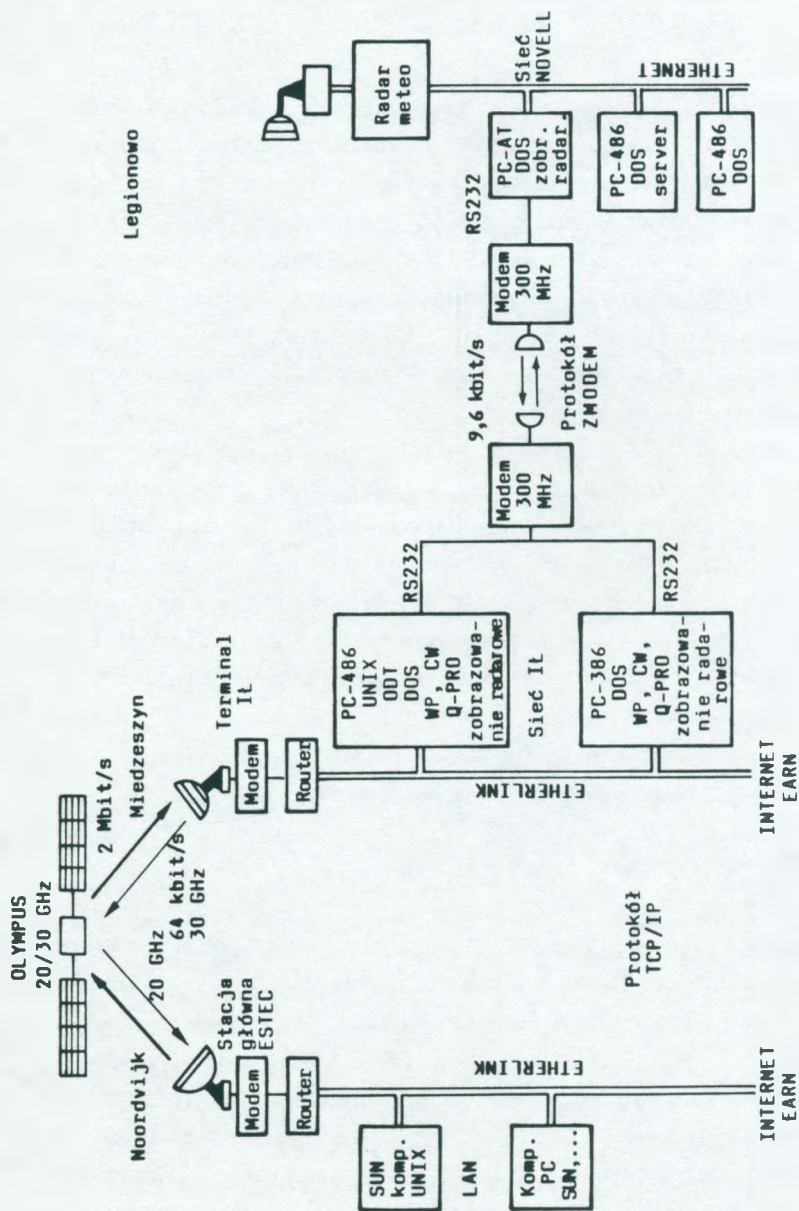 OLYMPUS
20/30 GHz
Noordvijk
2 Mbit/s
Miedzeszyn
20 GHz
64 kbit/s
30 GHz
Stacja
główna
ESTEC
Modem
Router
ETHERLINK
SUN
komp.
UNIX
LAN
Komp.
PC
SUN,...
INTERNET
EARN
Protokół
TCP/IP
Terminal
IŁ
Modem
Router
ETHERLINK
PC-486
UNIX
ODT
DOS
WP, CW
Q-PRO
zobrazowa-
nie radarowe
RS232
Sieć IŁ
PC-386
DOS
WP, CW,
Q-PRO
zobrazowa-
nie rada-
rowe
RS232
INTERNET
EARN
Modem
300
MHz
9,6 kbit/s
Protokół
ZMODEM
Modem
300
MHz
RS232
Legionowo
Radar
meteo
PC-AT
DOS
zobr.
radar.
Sieć
NOVELL
PC-486
DOS
server
PC-486
DOS
ETHERNET